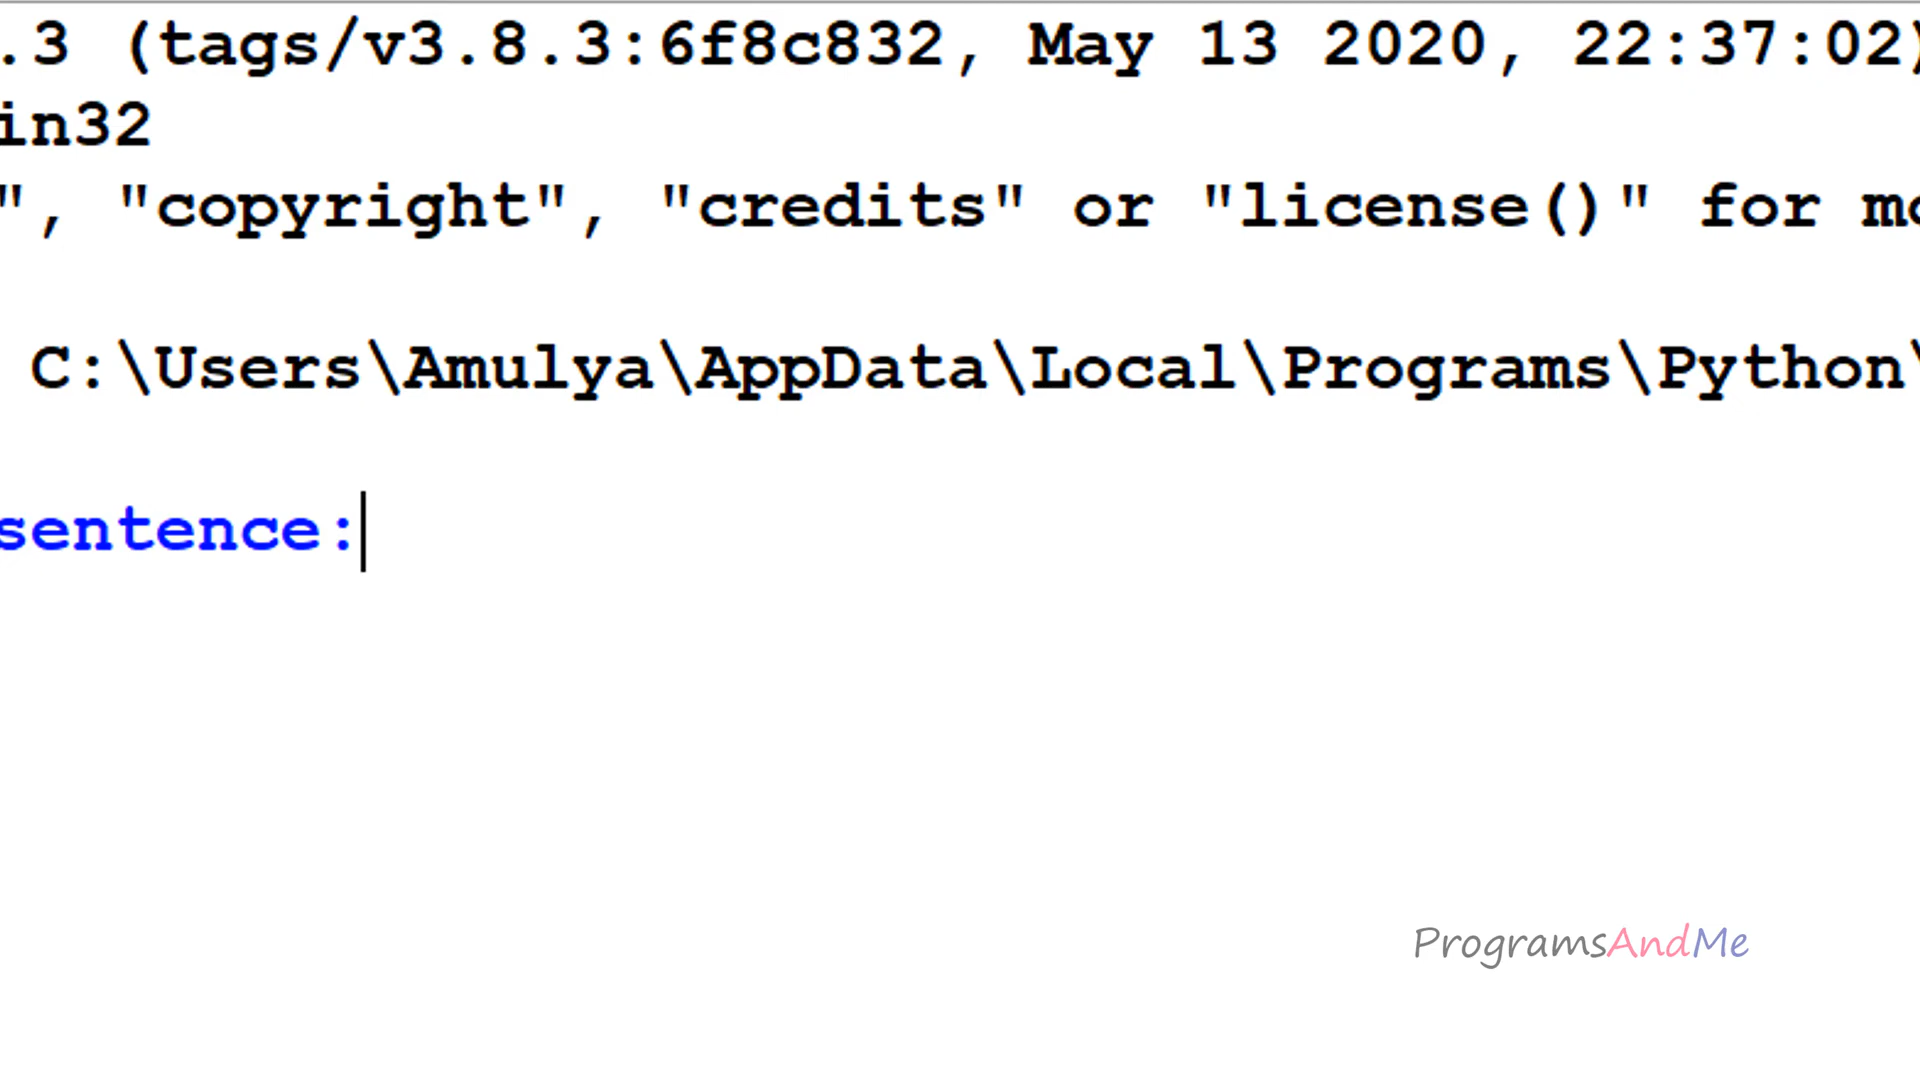 .3 (tags/v3.8.3:6f8c832, May 13 2020, 22:37:02)
in32
", "copyright", "credits" or "license()" for mo
C:\Users\Amulya\AppData\Local\Programs\Python\
sentence:
ProgramsAndMe